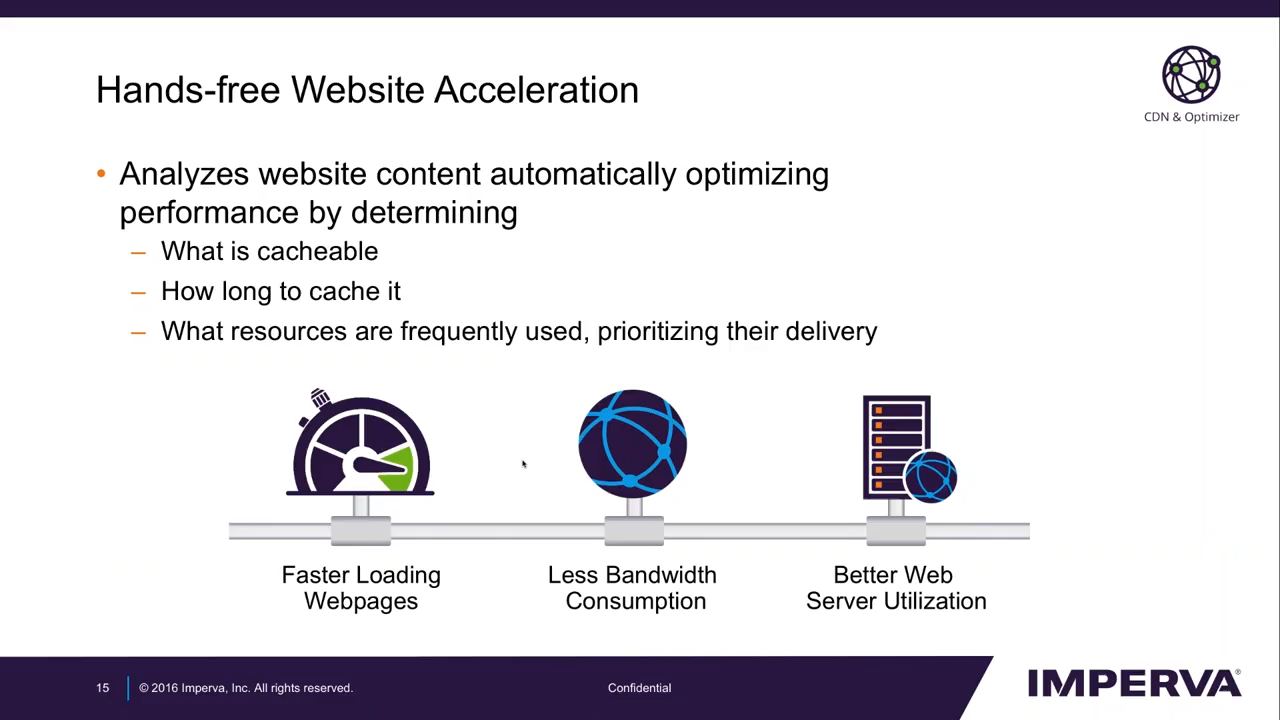 Hands-free Website Acceleration
CDN & Optimizer
• Analyzes website content automatically optimizing
performance by determining
– What is cacheable
– How long to cache it
– What resources are frequently used, prioritizing their delivery
Faster Loading
Webpages
Less Bandwidth
Consumption
Better Web
Server Utilization
15
© 2016 Imperva, Inc. All rights reserved.
Confidential
IMPERVA®